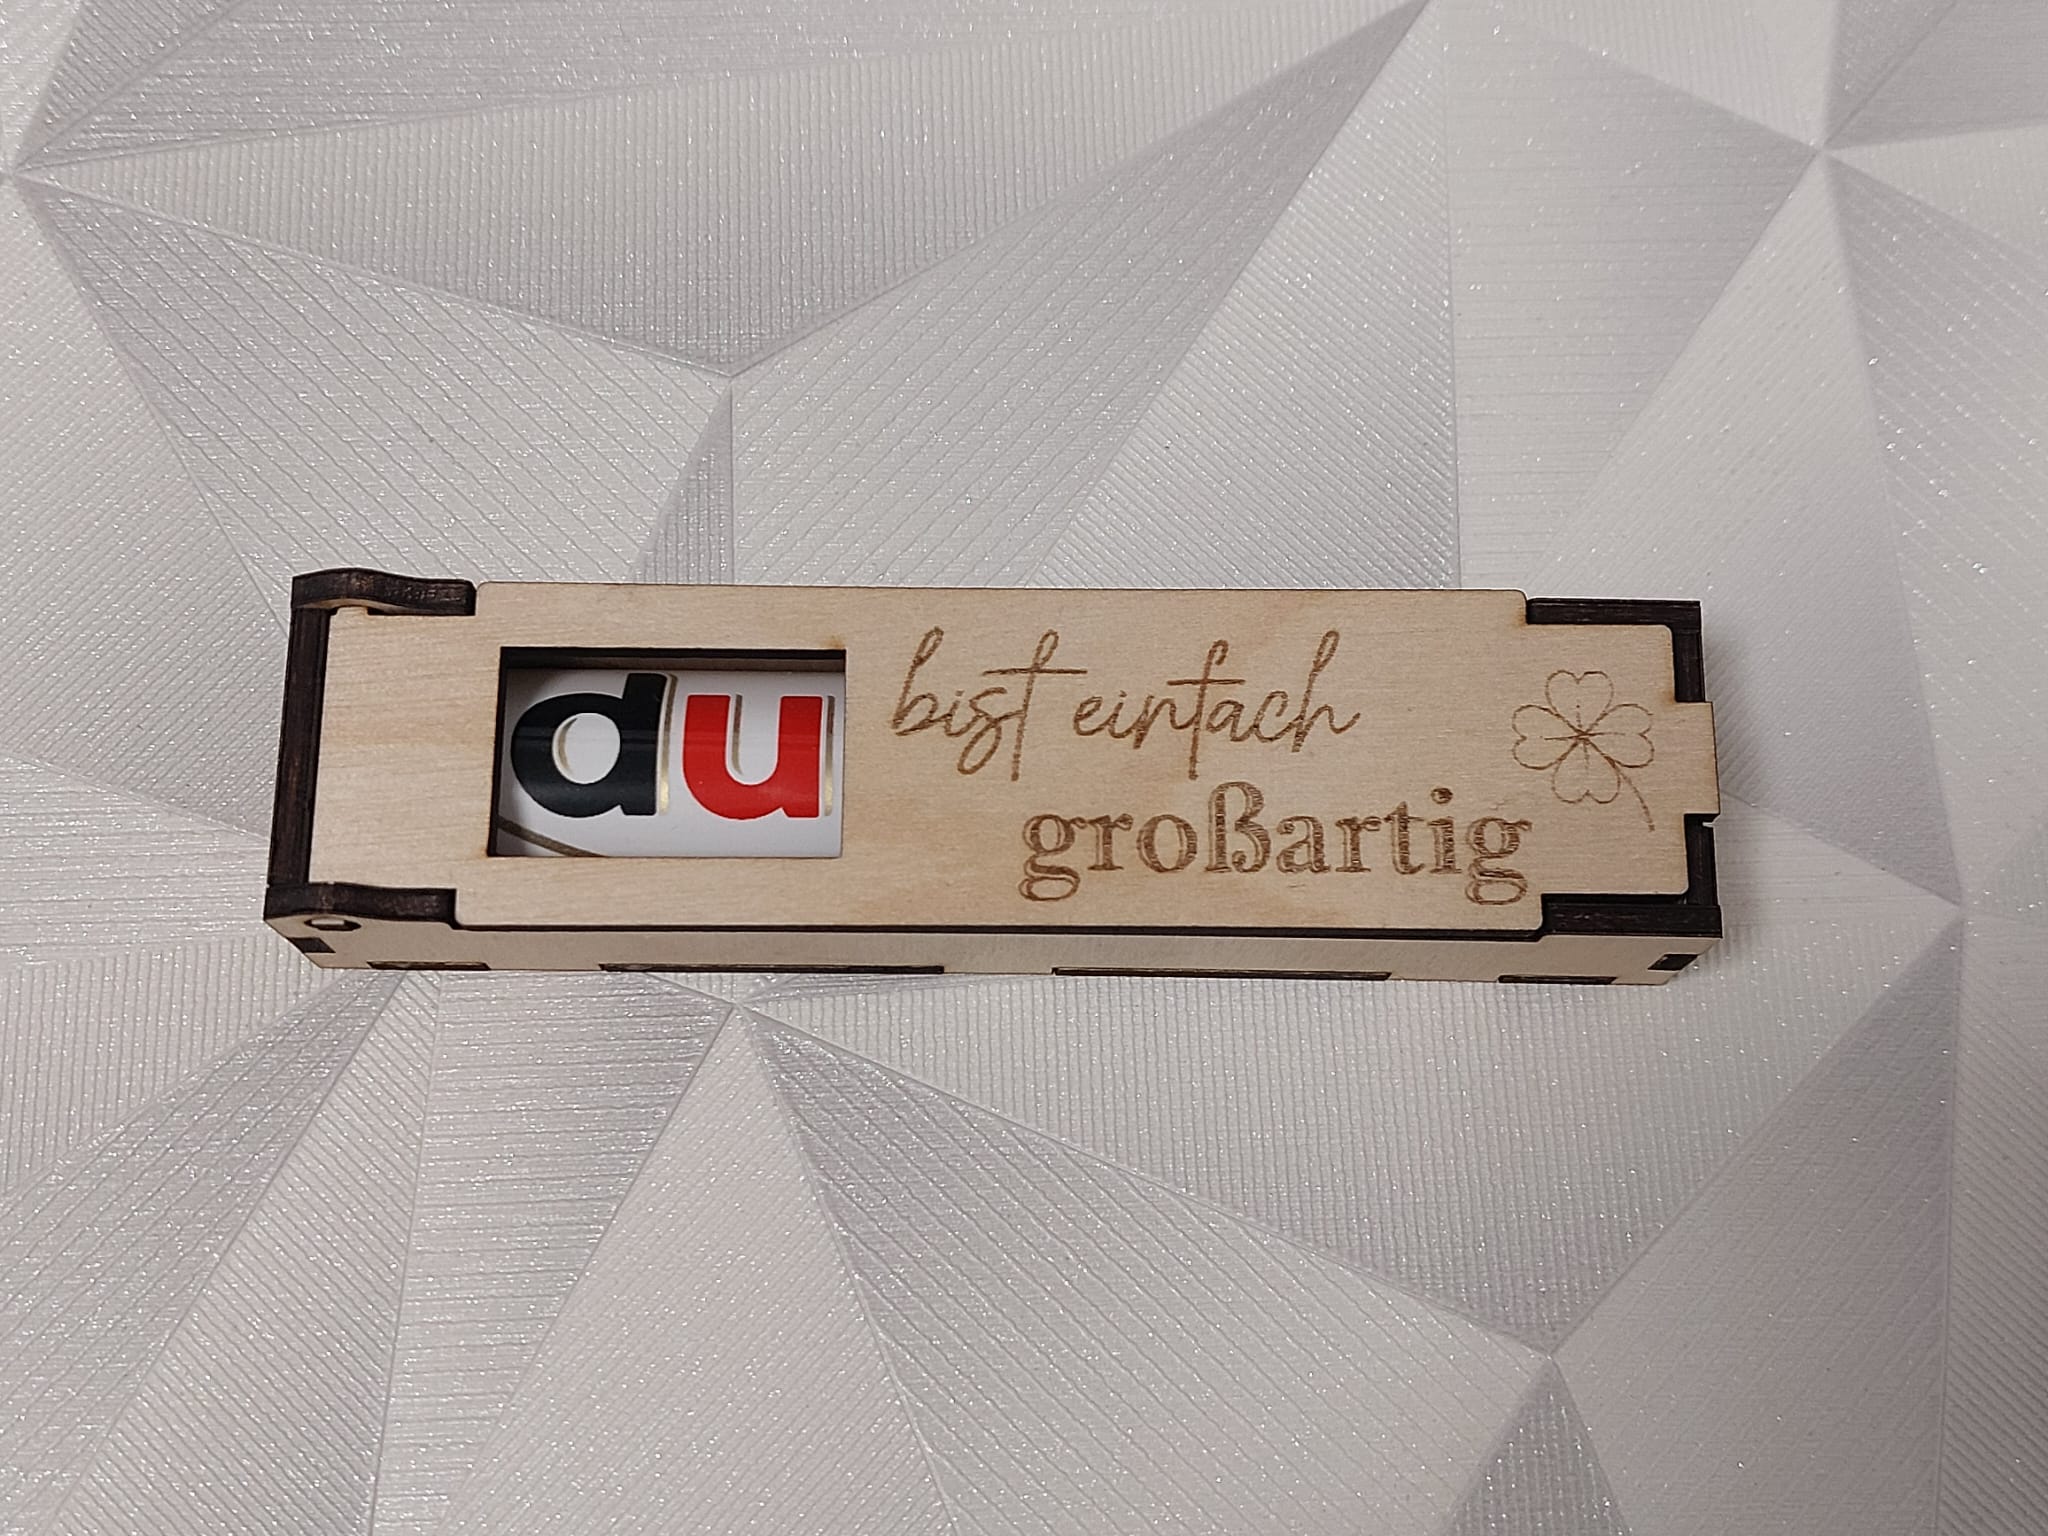 du bist einfach
großartig